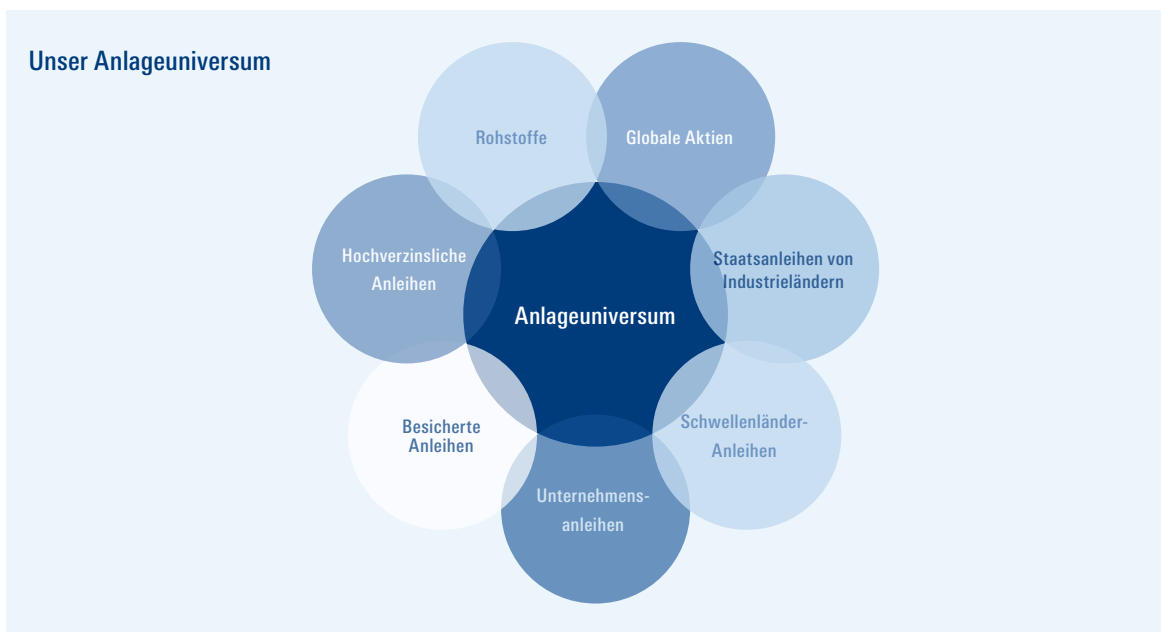 Unser Anlageuniversum
Rohstoffe
Globale Aktien
Hochverzinsliche
Anleihen
Staatsanleihen von
Industrieländern
Anlageuniversum
Besicherte
Anleihen
Schwellenländer-
Anleihen
Unternehmens-
anleihen